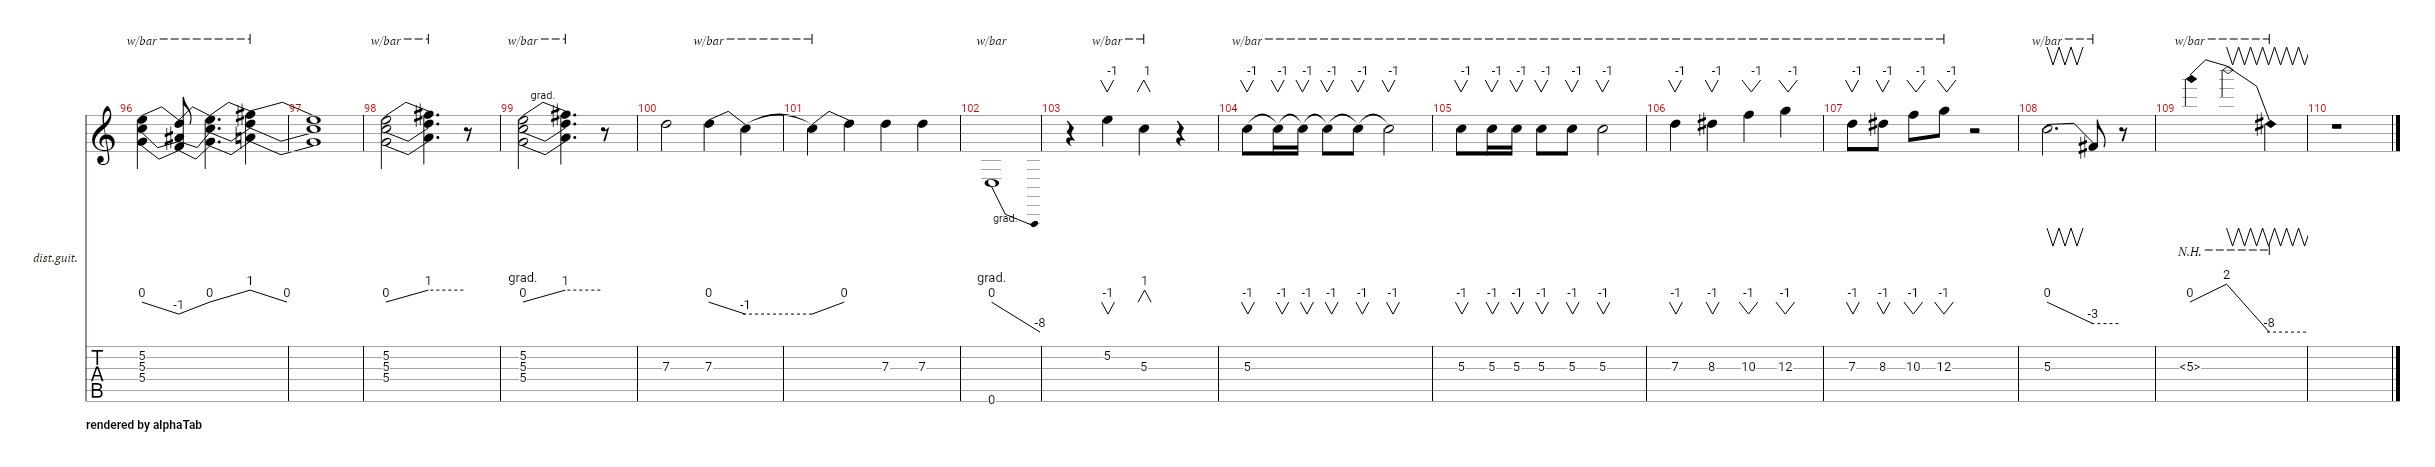 w/bar w/bar w/bar w/bar w/bar w/bar w/bar w/bar w/bar
-1 1 -1 -1 -1 -1 -1 -1 -1 -1 -1 -1 -1 -1 -1 -1 -1 -1 -1 -1 -1 -1
grad.
96 97 98 99 100 101 102 103 104 105 106 107 108 109 110
grad.
dist.guit. N.H.
grad. grad.
0 -1 0 1 0 0 1 0 1 0 -1 0 0 -8 -1 1 -1 -1 -1 -1 -1 -1 -1 -1 -1 -1 -1 -1 -1 -1 -1 -1 -1 -1 -1 -1 0 -3 0 2 -8
5 5 5 5
5 5 5 7 7 7 7 5 5 5 5 5 5 5 5 7 8 10 12 7 8 10 12 5 <5>
5 5 5
0
TAB
rendered by alphaTab